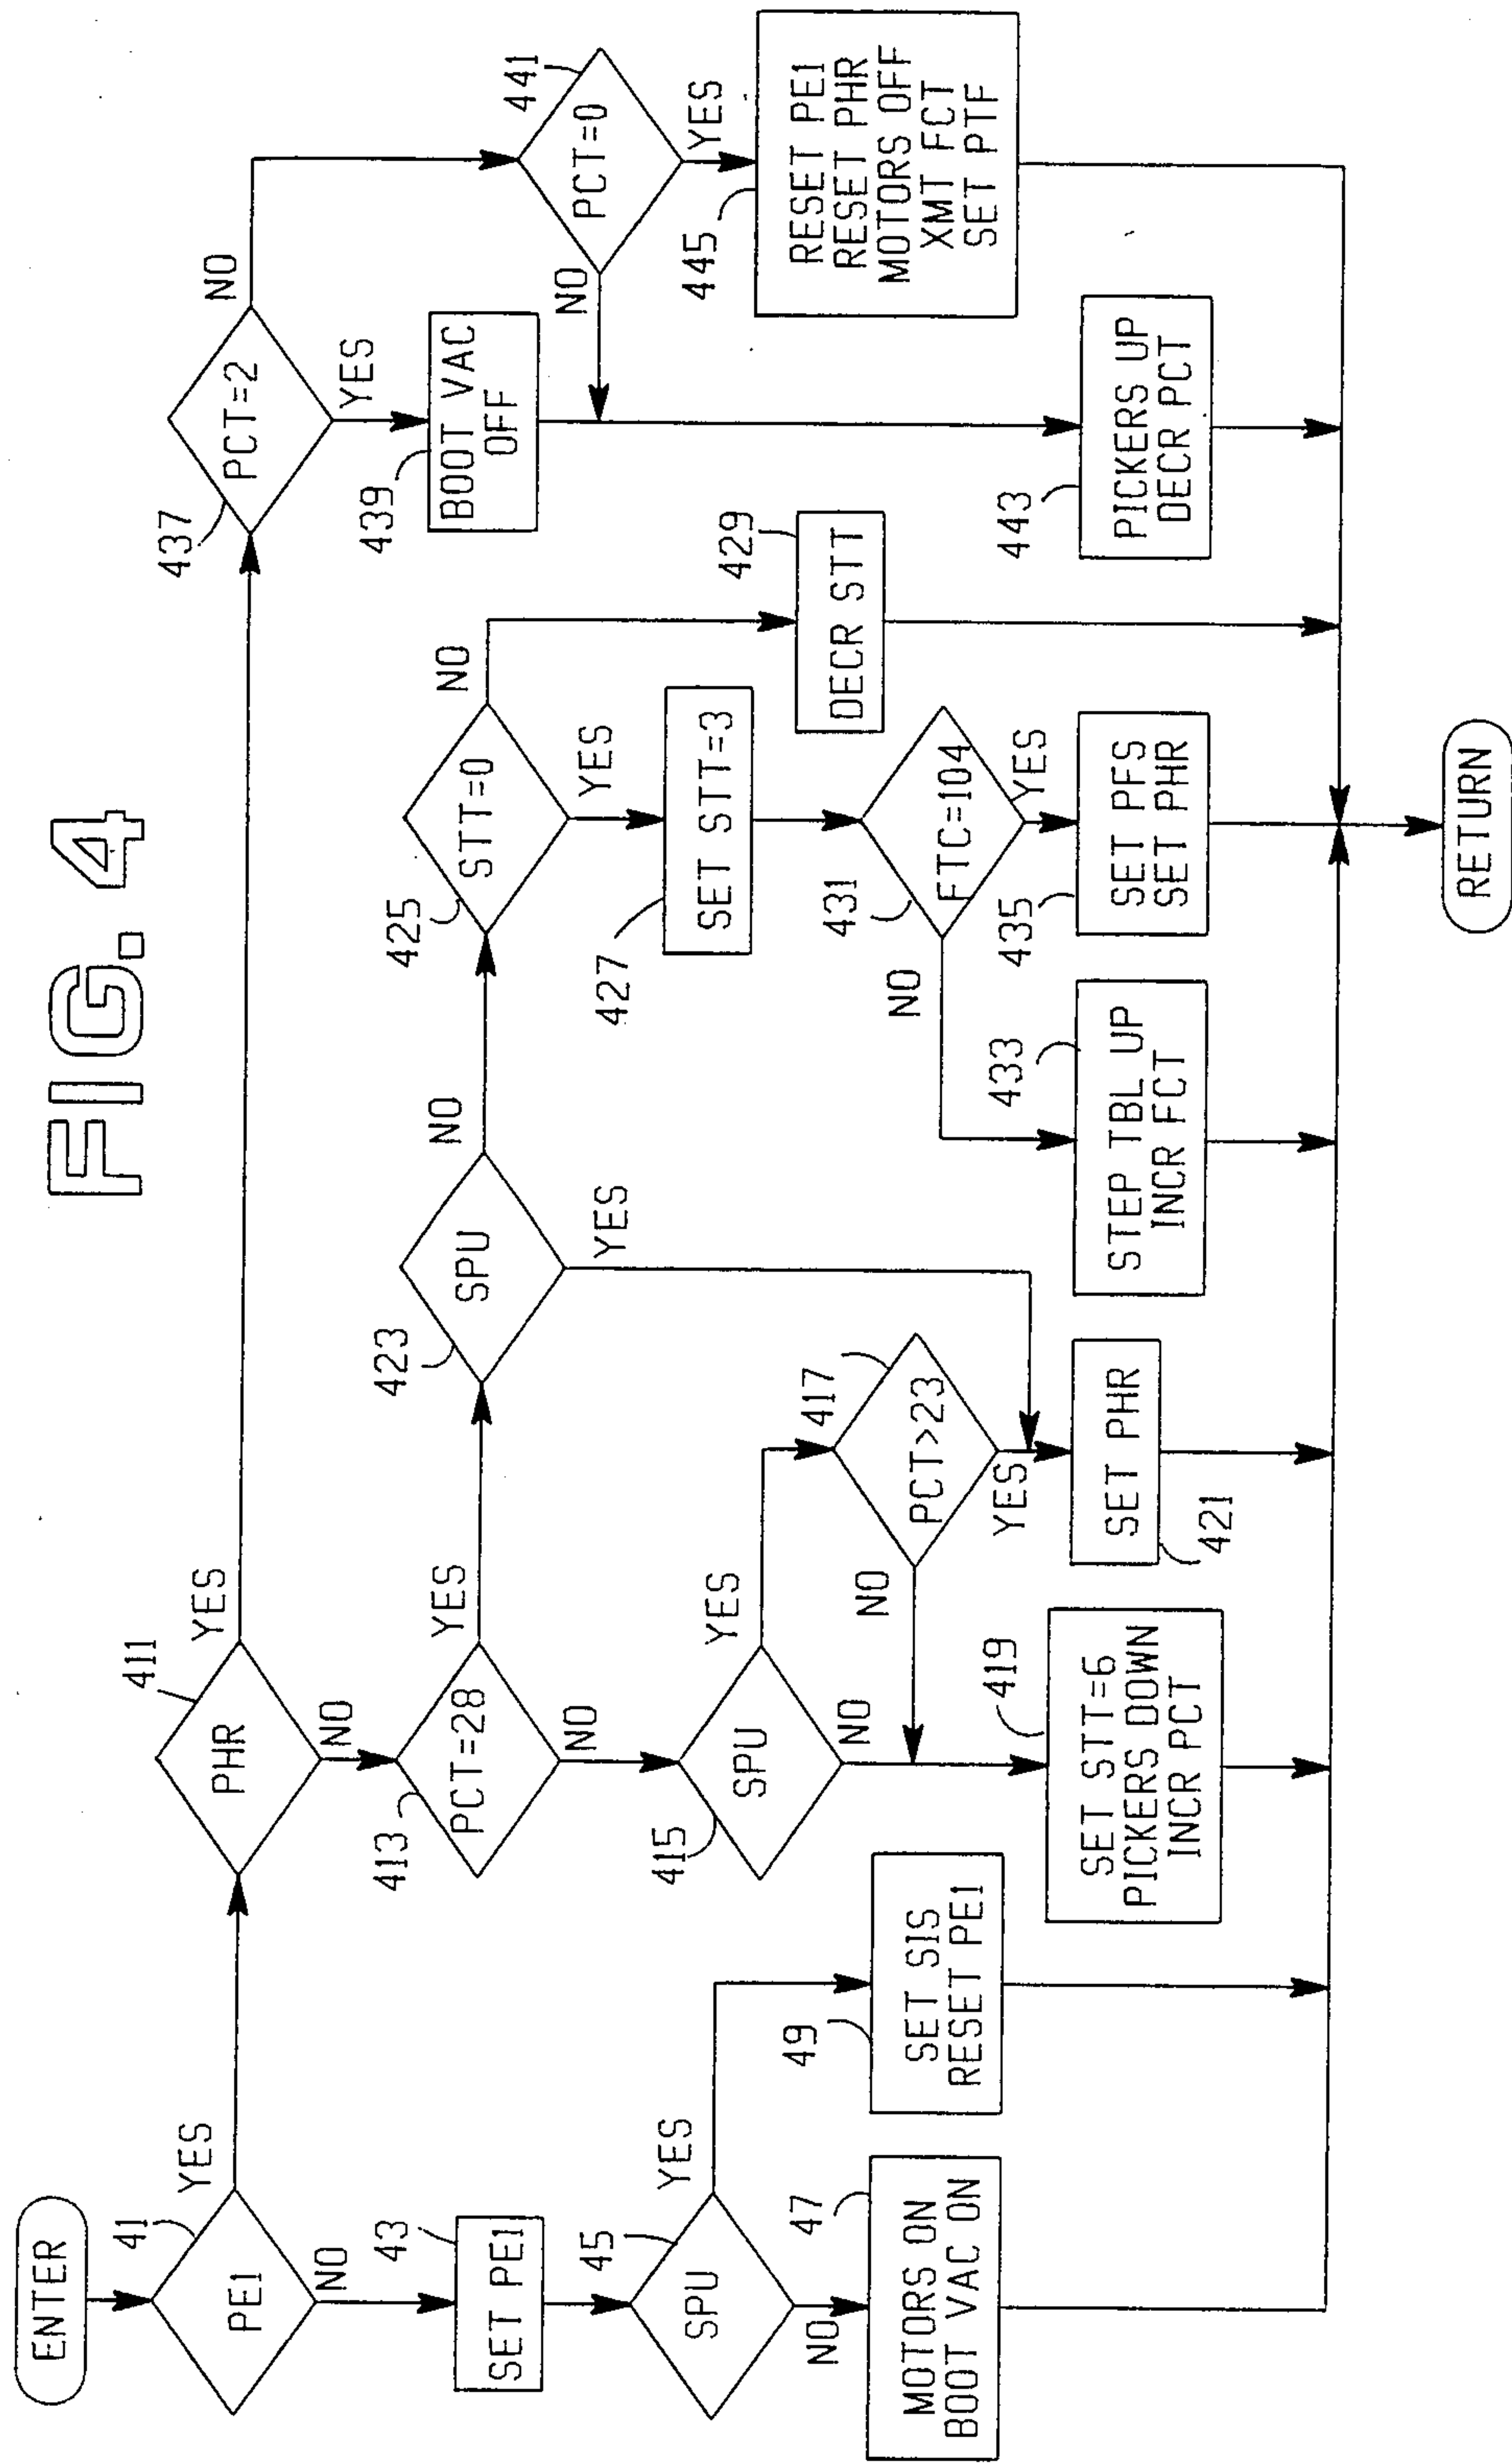 FIG. 4
ENTER
41
PE1
YES
NO
43
SET PE1
45
SPU
YES
NO
47
MOTORS ON
BOOT VAC ON
49
SET SIS
RESET PE1
411
PHR
YES
NO
413
PCT=28
YES
NO
415
SPU
YES
NO
417
PCT>23
NO
YES
419
SET STT=6
PICKERS DOWN
INCR PCT
SET PHR
421
423
SPU
NO
YES
425
STT=0
NO
YES
427
SET STT=3
429
DECR STT
431
FTC=104
NO
YES
433
STEP TBL UP
INCR FCT
435
SET PFS
SET PHR
437
PCT=2
NO
YES
439
BOOT VAC
OFF
441
PCT=0
NO
YES
443
PICKERS UP
DECR PCT
445
RESET PE1
RESET PHR
MOTORS OFF
XMT FCT
SET PTF
RETURN